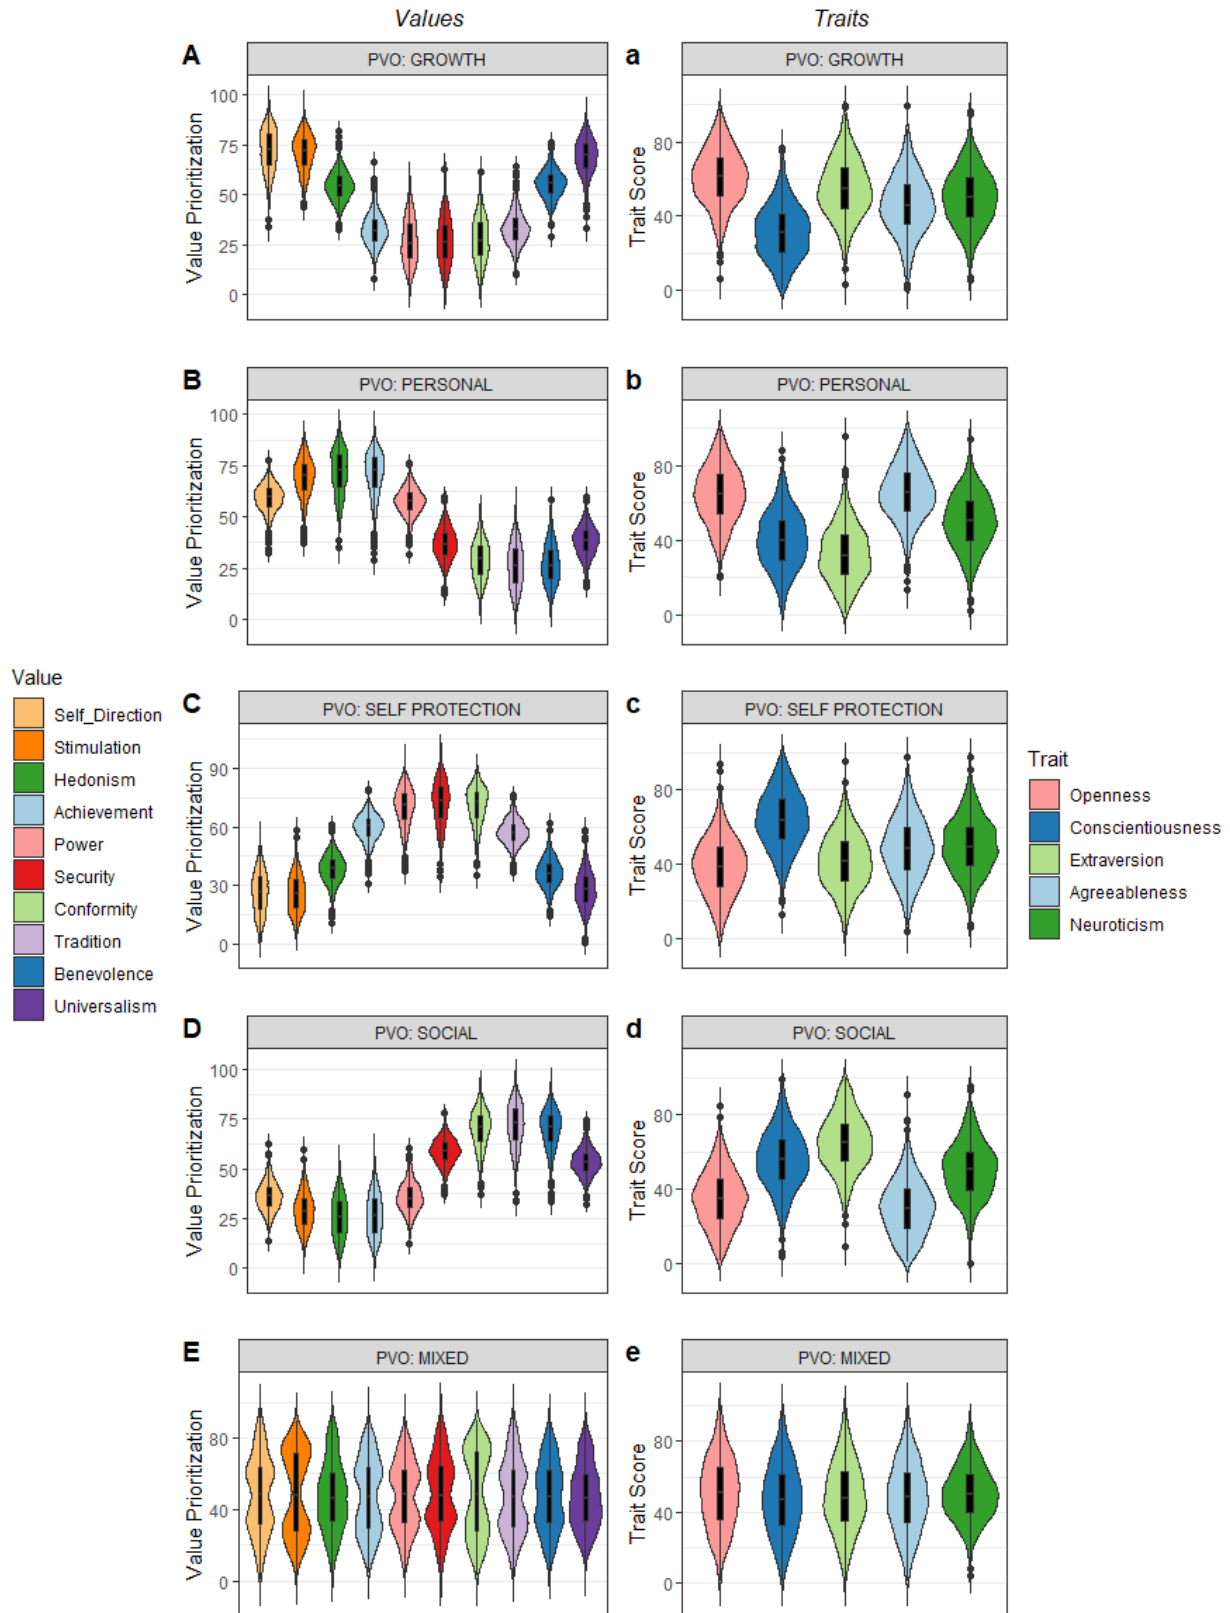 Values
Traits
A
PVO: GROWTH
Value Prioritization
100
75
50
25
0
a
PVO: GROWTH
Trait Score
80
40
0
B
PVO: PERSONAL
Value Prioritization
100
75
50
25
0
b
PVO: PERSONAL
Trait Score
80
40
0
Value
Self_Direction
Stimulation
Hedonism
Achievement
Power
Security
Conformity
Tradition
Benevolence
Universalism
C
PVO: SELF PROTECTION
Value Prioritization
90
60
30
0
c
PVO: SELF PROTECTION
Trait Score
80
40
0
Trait
Openness
Conscientiousness
Extraversion
Agreeableness
Neuroticism
D
PVO: SOCIAL
Value Prioritization
100
75
50
25
0
d
PVO: SOCIAL
Trait Score
80
40
0
E
PVO: MIXED
Value Prioritization
80
40
0
e
PVO: MIXED
Trait Score
80
40
0